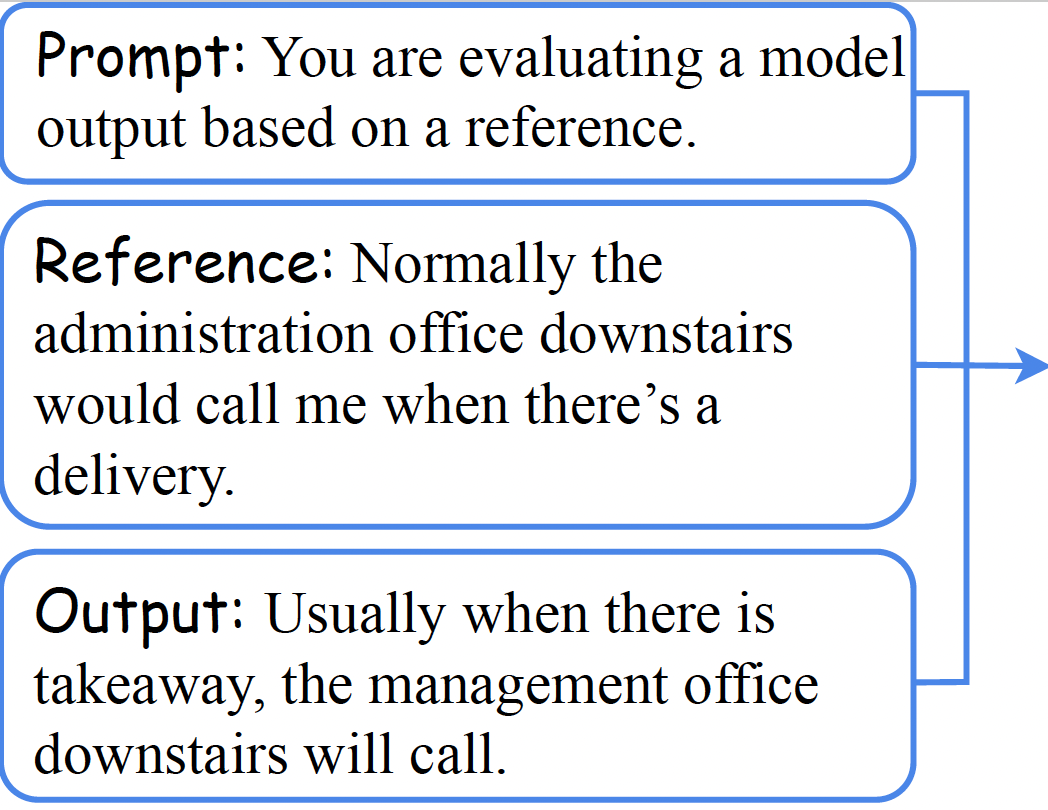 Prompt: You are evaluating a model
output based on a reference.
Reference: Normally the
administration office downstairs
would call me when there’s a
delivery.
Output: Usually when there is
takeaway, the management office
downstairs will call.